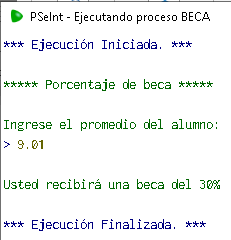 PSeInt - Ejecutando proceso BECA
*** Ejecución Iniciada. ***
***** Porcentaje de beca *****
Ingrese el promedio del alumno:
> 9.01
Usted recibirá una beca del 30%
*** Ejecución Finalizada. ***